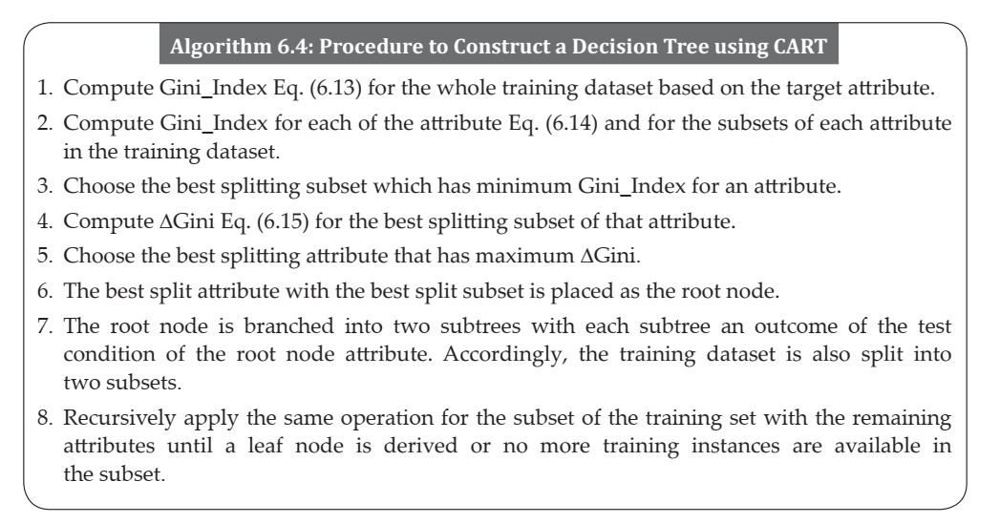 Algorithm 6.4: Procedure to Construct a Decision Tree using CART
1. Compute Gini_Index Eq. (6.13) for the whole training dataset based on the target attribute.
2. Compute Gini_Index for each of the attribute Eq. (6.14) and for the subsets of each attribute
in the training dataset.
3. Choose the best splitting subset which has minimum Gini_Index for an attribute.
4. Compute ΔGini Eq. (6.15) for the best splitting subset of that attribute.
5. Choose the best splitting attribute that has maximum ΔGini.
6. The best split attribute with the best split subset is placed as the root node.
7. The root node is branched into two subtrees with each subtree an outcome of the test
condition of the root node attribute. Accordingly, the training dataset is also split into
two subsets.
8. Recursively apply the same operation for the subset of the training set with the remaining
attributes until a leaf node is derived or no more training instances are available in
the subset.